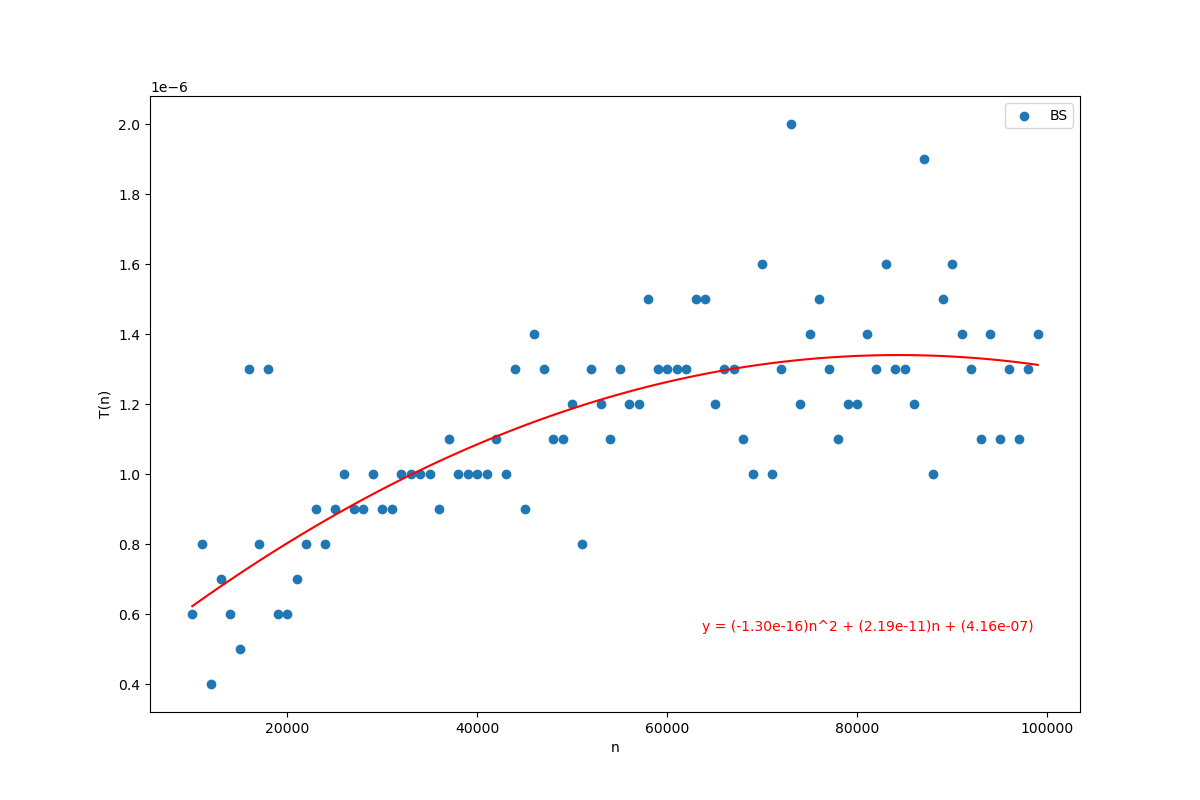 1e−6
BS
2.0
1.8
1.6
1.4
1.2
1.0
0.8
0.6
0.4
T(n)
y = (-1.30e-16)n^2 + (2.19e-11)n + (4.16e-07)
20000 40000 60000 80000 100000
n